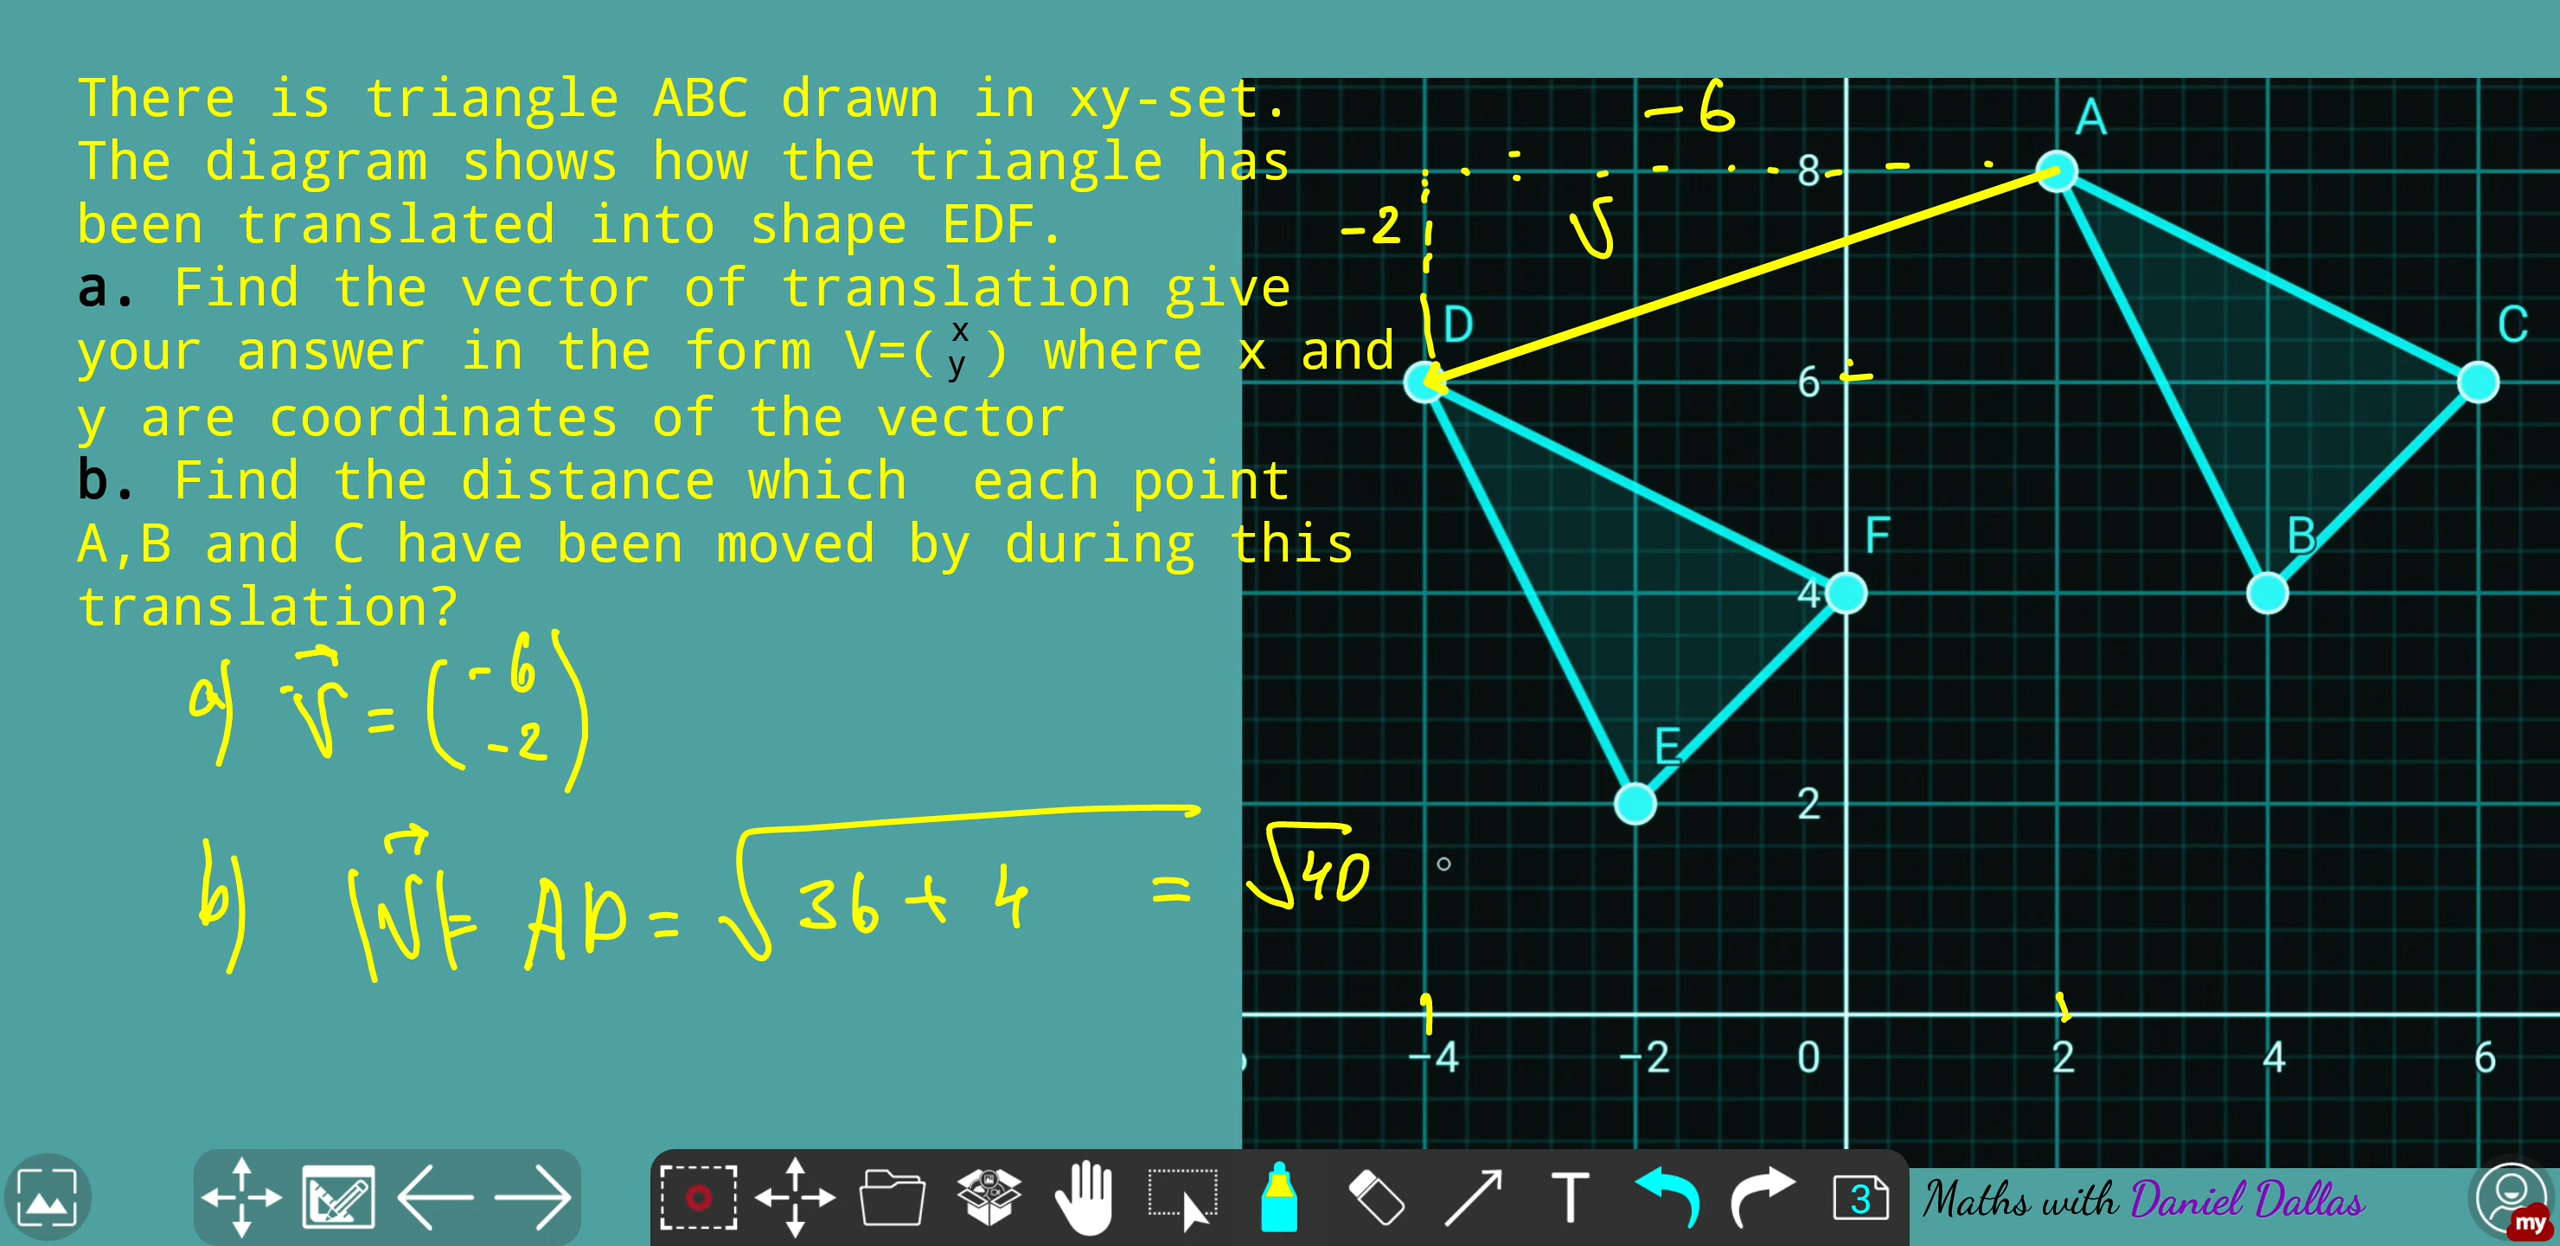 There is triangle ABC drawn in xy-set.
The diagram shows how the triangle has
been translated into shape EDF.
a. Find the vector of translation give
your answer in the form V=( x y ) where x and
y are coordinates of the vector
b. Find the distance which each point
A,B and C have been moved by during this
translation?
a) v⃗ = ( -6
-2 )
b) |v⃗| = AD = √36 + 4 = √40
-6
A
8
-2
v
D
C
6
F
B
4
E
2
-4 -2 0 2 4 6
T
3
Maths with Daniel Dallas
my